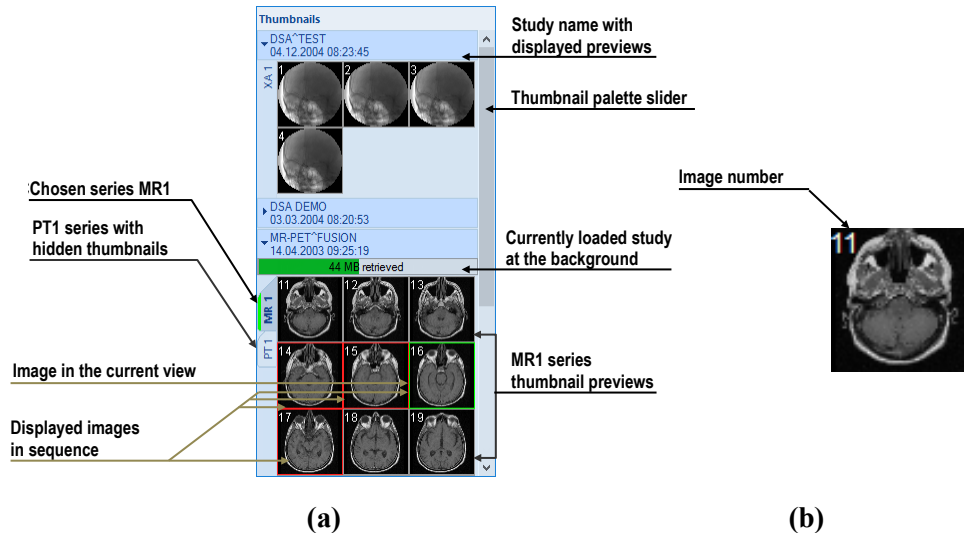 Thumbnails
DSA^TEST
04.12.2004 08:23:45
XA 1
1
2
3
4
DSA DEMO
03.03.2004 08:20:53
MR-PET^FUSION
14.04.2003 09:25:19
44 MB retrieved
MR 1
PT 1
11
12
13
14
15
16
17
18
19
Study name with
displayed previews
Thumbnail palette slider
Chosen series MR1
PT1 series with
hidden thumbnails
Currently loaded study
at the background
Image in the current view
MR1 series
thumbnail previews
Displayed images
in sequence
(a)
Image number
11
(b)